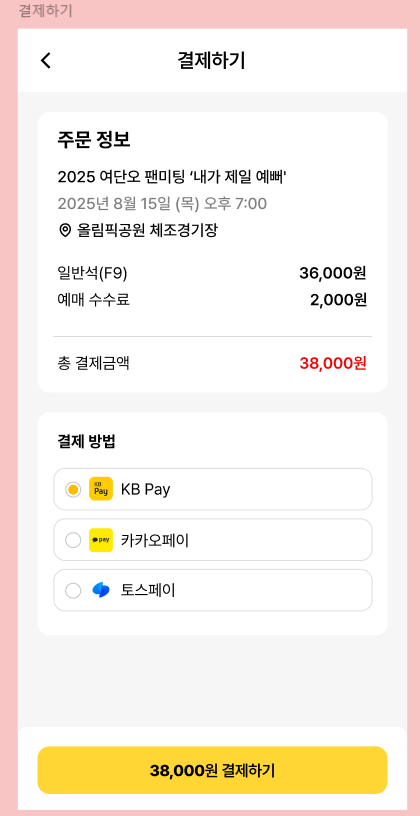 결제하기
결제하기
주문 정보
2025 여단오 팬미팅 ‘내가 제일 예뻐'
2025년 8월 15일 (목) 오후 7:00
올림픽공원 체조경기장
일반석(F9) 36,000원
예매 수수료 2,000원
총 결제금액 38,000원
결제 방법
KB Pay KB Pay
pay 카카오페이
토스페이
38,000원 결제하기